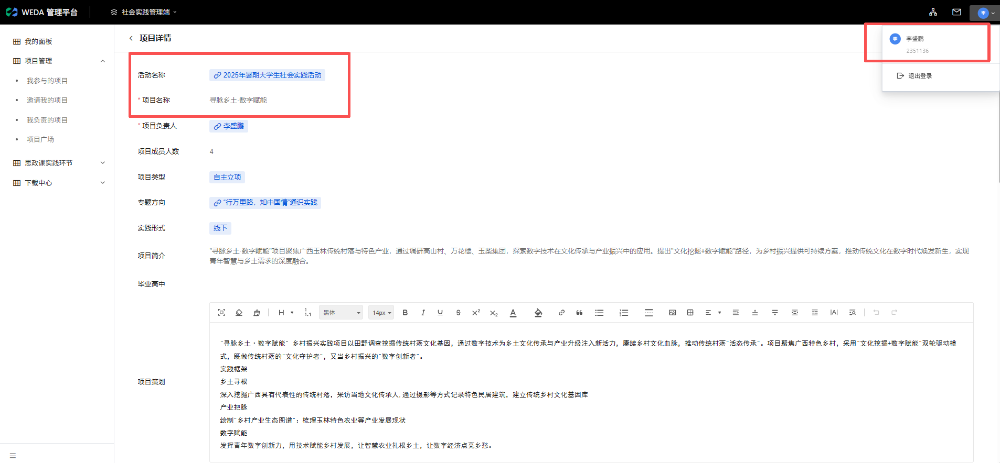 WEDA 管理平台
社会实践管理端
李
李
李盛鹏
2351136
退出登录
我的面板
项目管理
我参与的项目
邀请我的项目
我负责的项目
项目广场
思政课实践环节
下载中心
项目详情
活动名称
2025年暑期大学生社会实践活动
* 项目名称
寻脉乡土·数字赋能
* 项目负责人
李盛鹏
项目成员人数
4
项目类型
自主立项
专题方向
“行万里路，知中国情”通识实践
实践形式
线下
项目简介
"寻脉乡土·数字赋能"项目聚焦广西玉林传统村落与特色产业，通过调研高山村、万花楼、玉柴集团，探索数字技术在文化传承与产业振兴中的应用。提出"文化挖掘+数字赋能"路径，为乡村振兴提供可持续方案，推动传统文化在数字时代焕发新生，实现
青年智慧与乡土需求的深度融合。
毕业高中
H
黑体
14px
B I U S X² X₂ A
项目策划
"寻脉乡土·数字赋能" 乡村振兴实践项目以田野调查挖掘传统村落文化基因，通过数字技术为乡土文化传承与产业升级注入新活力，赓续乡村文化血脉，推动传统村落"活态传承"。项目聚焦广西特色乡村，采用"文化挖掘+数字赋能"双轮驱动模
式，既做传统村落的"文化守护者"，又当乡村振兴的"数字创新者"。
实践框架
乡土寻根
深入挖掘广西具有代表性的传统村落，采访当地文化传承人,通过摄影等方式记录特色民居建筑，建立传统乡村文化基因库
产业把脉
绘制"乡村产业生态图谱"：梳理玉林特色农业等产业发展现状
数字赋能
发挥青年数字创新力，用技术赋能乡村发展，让智慧农业扎根乡土，让数字经济点亮乡愁。